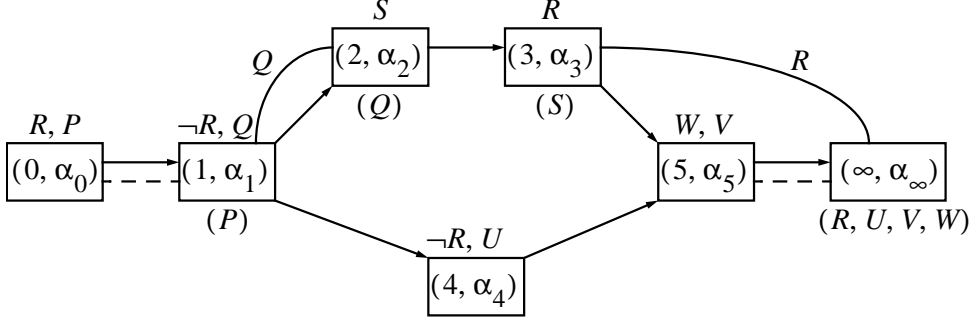 S
R
Q
(2, α₂)
(3, α₃)
R
(Q)
(S)
R, P
¬R, Q
W, V
(0, α₀)
(1, α₁)
(5, α₅)
(∞, α∞)
(P)
(R, U, V, W)
¬R, U
(4, α₄)